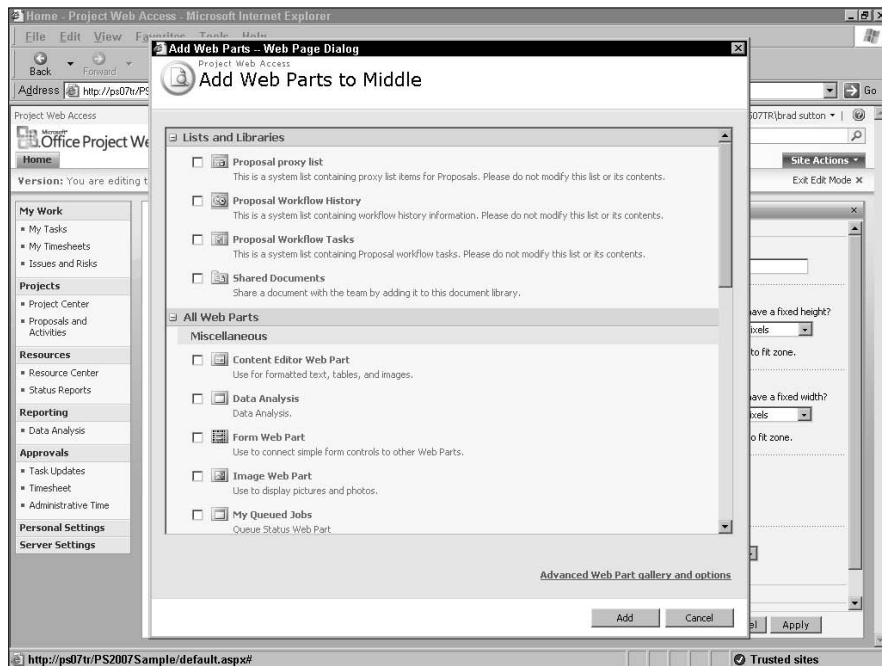 Home - Project Web Access - Microsoft Internet Explorer
File Edit View Favorites Tools Help
Back Forward
Address http://ps07tr/PS
Go
Add Web Parts -- Web Page Dialog
Project Web Access
Add Web Parts to Middle
Project Web Access
07TR\brad sutton
Microsoft
Office Project We
Home
Site Actions
Version: You are editing t
Exit Edit Mode
My Work
My Tasks
My Timesheets
Issues and Risks
Projects
Project Center
Proposals and
Activities
Resources
Resource Center
Status Reports
Reporting
Data Analysis
Approvals
Task Updates
Timesheet
Administrative Time
Personal Settings
Server Settings
Lists and Libraries
Proposal proxy list
This is a system list containing proxy list items for Proposals. Please do not modify this list or its contents.
Proposal Workflow History
This is a system list containing workflow history information. Please do not modify this list or its contents.
Proposal Workflow Tasks
This is a system list containing Proposal workflow tasks. Please do not modify this list or its contents.
Shared Documents
Share a document with the team by adding it to this document library.
All Web Parts
Miscellaneous
Content Editor Web Part
Use for formatted text, tables, and images.
Data Analysis
Data Analysis.
Form Web Part
Use to connect simple form controls to other Web Parts.
Image Web Part
Use to display pictures and photos.
My Queued Jobs
Queue Status Web Part
Advanced Web Part gallery and options
Add Cancel
have a fixed height?
ixels
to fit zone.
have a fixed width?
ixels
o fit zone.
el Apply
http://ps07tr/PS2007Sample/default.aspx#
Trusted sites